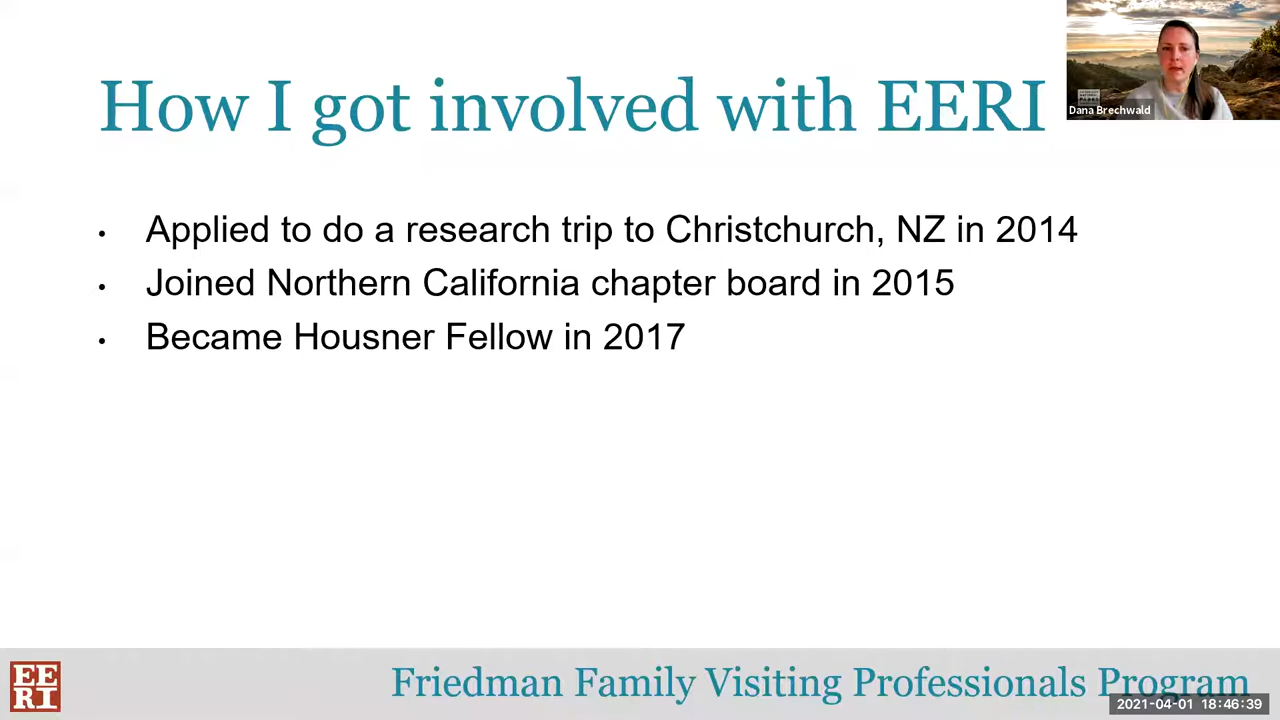 How I got involved with EERI
Dana Brechwald
• Applied to do a research trip to Christchurch, NZ in 2014
• Joined Northern California chapter board in 2015
• Became Housner Fellow in 2017
EE
RI
Friedman Family Visiting Professionals Program
2021-04-01 18:46:39